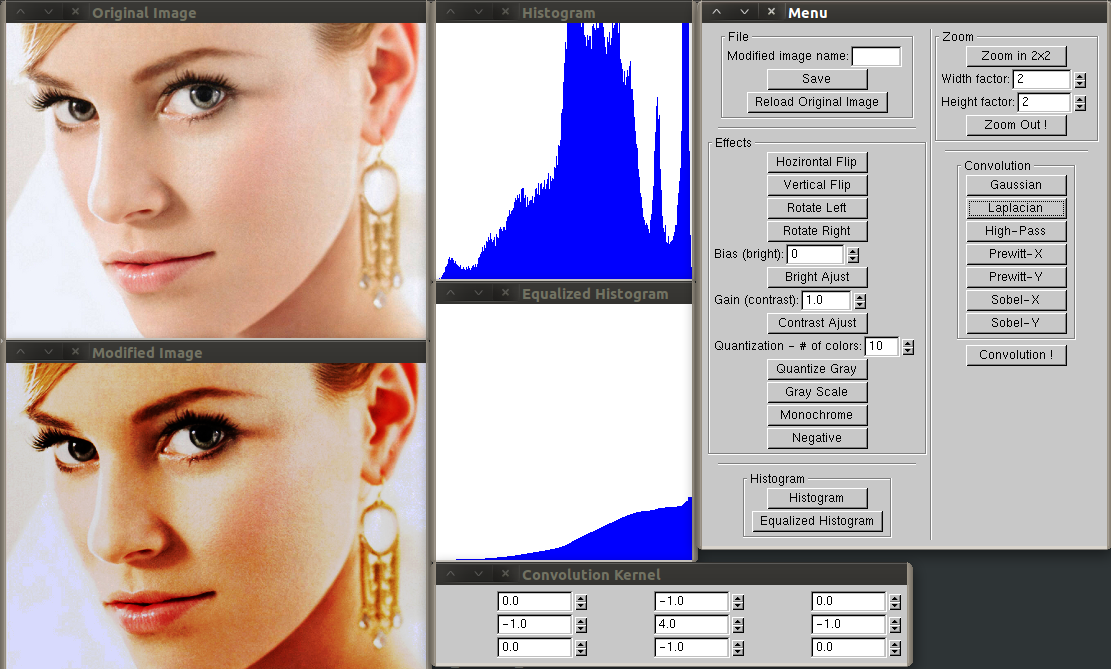 Original Image
Modified Image
Histogram
Equalized Histogram
Convolution Kernel
0.0 -1.0 0.0
-1.0 4.0 -1.0
0.0 -1.0 0.0
Menu
File
Modified image name:
Save
Reload Original Image
Effects
Hozirontal Flip
Vertical Flip
Rotate Left
Rotate Right
Bias (bright): 0
Bright Ajust
Gain (contrast): 1.0
Contrast Ajust
Quantization - # of colors: 10
Quantize Gray
Gray Scale
Monochrome
Negative
Histogram
Histogram
Equalized Histogram
Zoom
Zoom in 2x2
Width factor: 2
Height factor: 2
Zoom Out !
Convolution
Gaussian
Laplacian
High-Pass
Prewitt-X
Prewitt-Y
Sobel-X
Sobel-Y
Convolution !